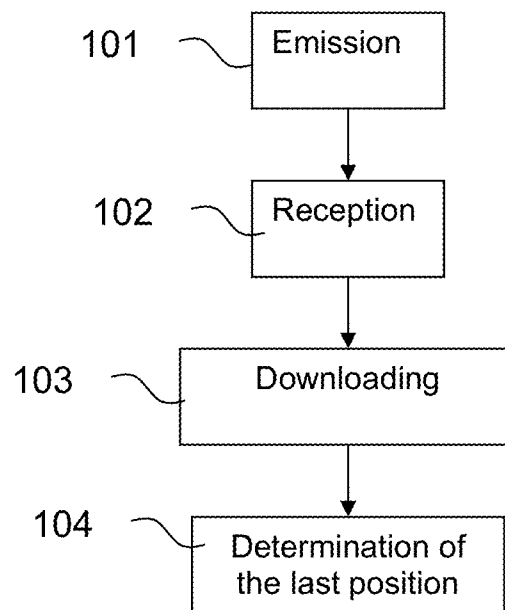 101
Emission
102
Reception
103
Downloading
104
Determination of
the last position